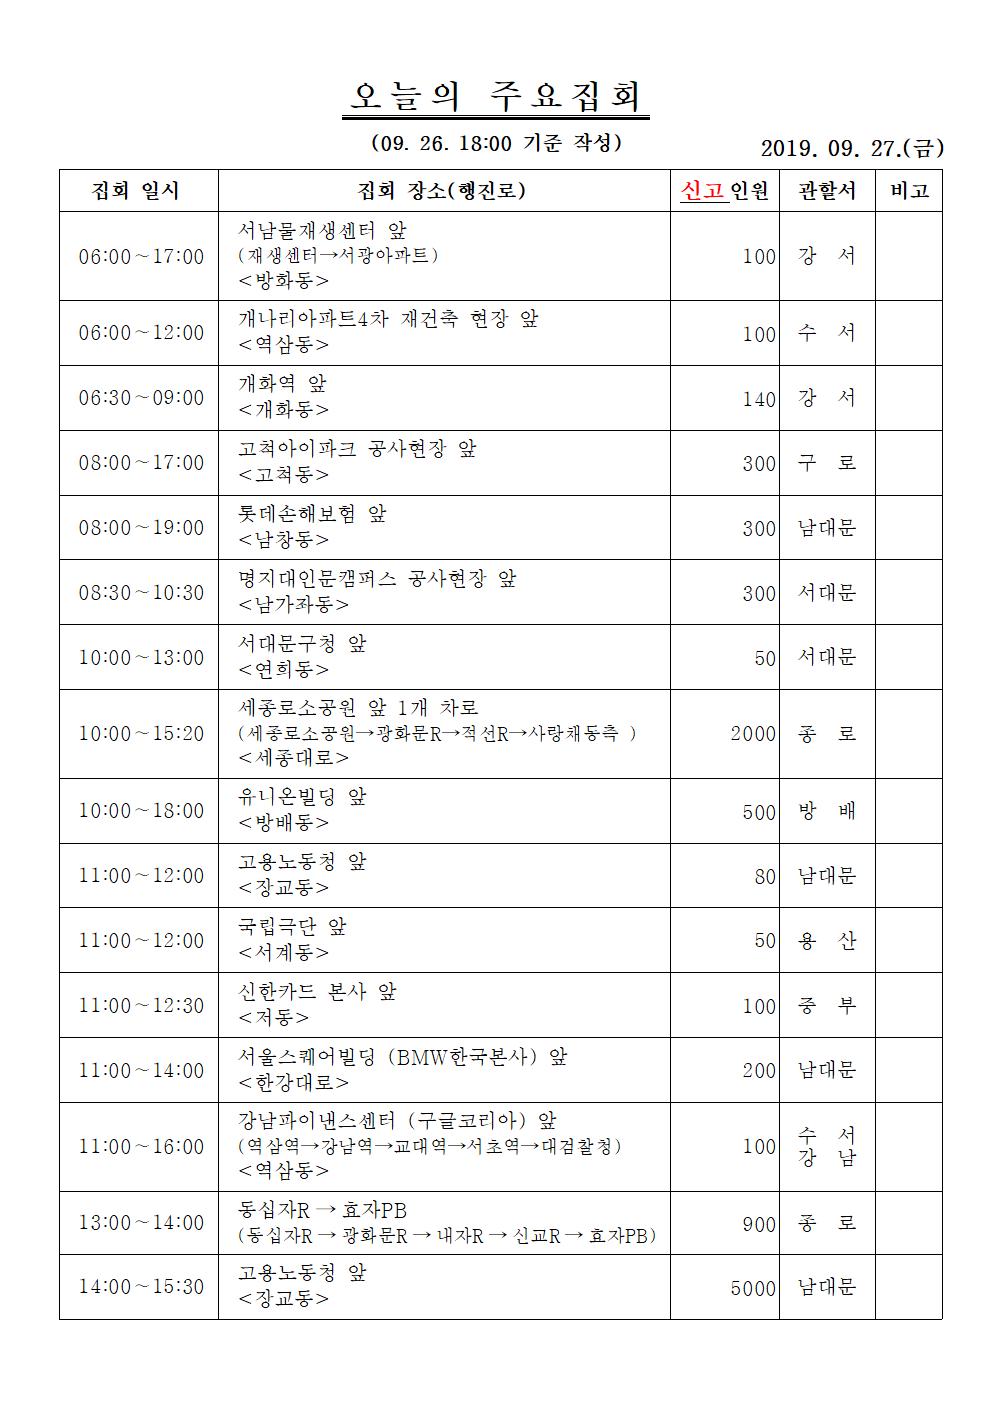 오늘의 주요집회
(09. 26. 18:00 기준 작성)
2019. 09. 27.(금)
집회 일시 집회 장소(행진로) 신고인원 관할서 비고
06:00~17:00 서남물재생센터 앞 100 강 서
(재생센터→서광아파트)
<방화동>
06:00~12:00 개나리아파트4차 재건축 현장 앞 100 수 서
<역삼동>
06:30~09:00 개화역 앞 140 강 서
<개화동>
08:00~17:00 고척아이파크 공사현장 앞 300 구 로
<고척동>
08:00~19:00 롯데손해보험 앞 300 남대문
<남창동>
08:30~10:30 명지대인문캠퍼스 공사현장 앞 300 서대문
<남가좌동>
10:00~13:00 서대문구청 앞 50 서대문
<연희동>
10:00~15:20 세종로소공원 앞 1개 차로 2000 종 로
(세종로소공원→광화문R→적선R→사랑채동측 )
<세종대로>
10:00~18:00 유니온빌딩 앞 500 방 배
<방배동>
11:00~12:00 고용노동청 앞 80 남대문
<장교동>
11:00~12:00 국립극단 앞 50 용 산
<서계동>
11:00~12:30 신한카드 본사 앞 100 중 부
<저동>
11:00~14:00 서울스퀘어빌딩 (BMW한국본사) 앞 200 남대문
<한강대로>
11:00~16:00 강남파이낸스센터 (구글코리아) 앞 100 수 서
(역삼역→강남역→교대역→서초역→대검찰청) 강 남
<역삼동>
13:00~14:00 동십자R → 효자PB 900 종 로
(동십자R → 광화문R → 내자R → 신교R → 효자PB)
14:00~15:30 고용노동청 앞 5000 남대문
<장교동>